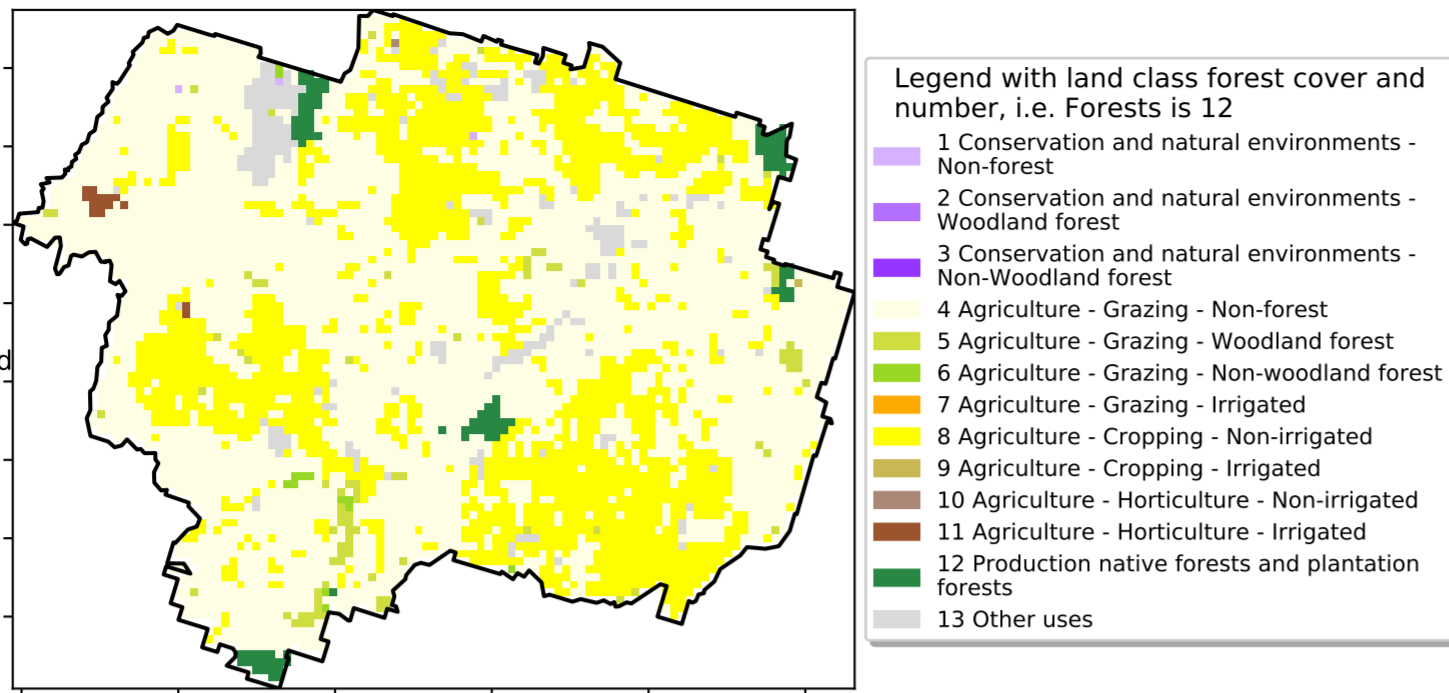 d
Legend with land class forest cover and
number, i.e. Forests is 12
1 Conservation and natural environments -
Non-forest
2 Conservation and natural environments -
Woodland forest
3 Conservation and natural environments -
Non-Woodland forest
4 Agriculture - Grazing - Non-forest
5 Agriculture - Grazing - Woodland forest
6 Agriculture - Grazing - Non-woodland forest
7 Agriculture - Grazing - Irrigated
8 Agriculture - Cropping - Non-irrigated
9 Agriculture - Cropping - Irrigated
10 Agriculture - Horticulture - Non-irrigated
11 Agriculture - Horticulture - Irrigated
12 Production native forests and plantation
forests
13 Other uses